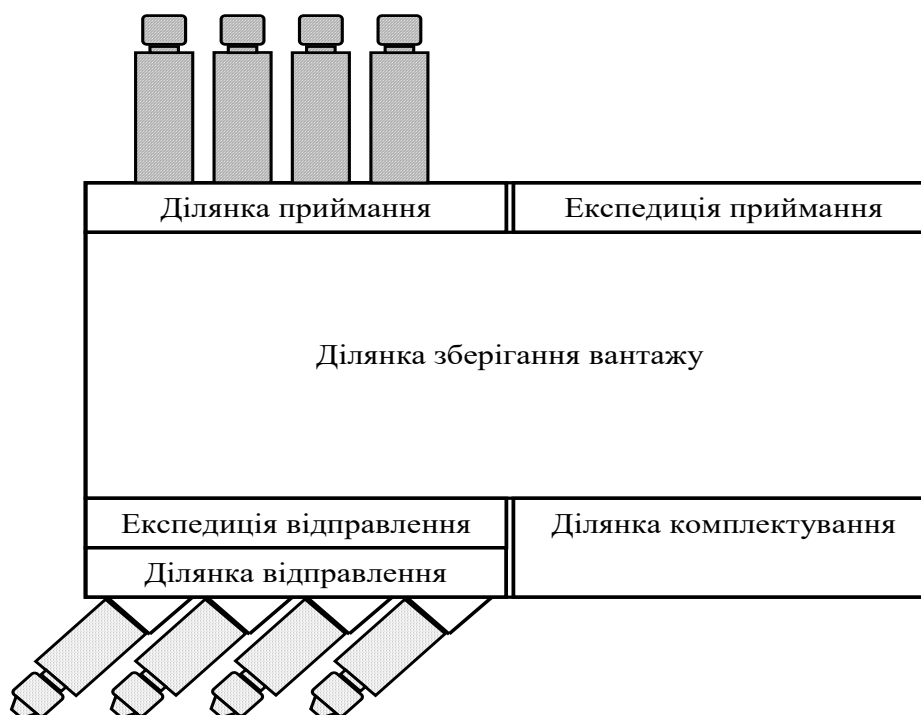 Ділянка приймання
Експедиція приймання
Ділянка зберігання вантажу
Експедиція відправлення
Ділянка комплектування
Ділянка відправлення